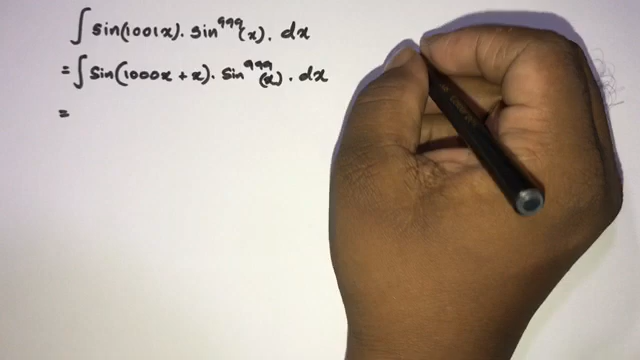 ∫ sin(1001x) . sin⁹⁹⁹(x) . dx
= ∫ sin(1000x + x) . sin⁹⁹⁹(x) . dx
=